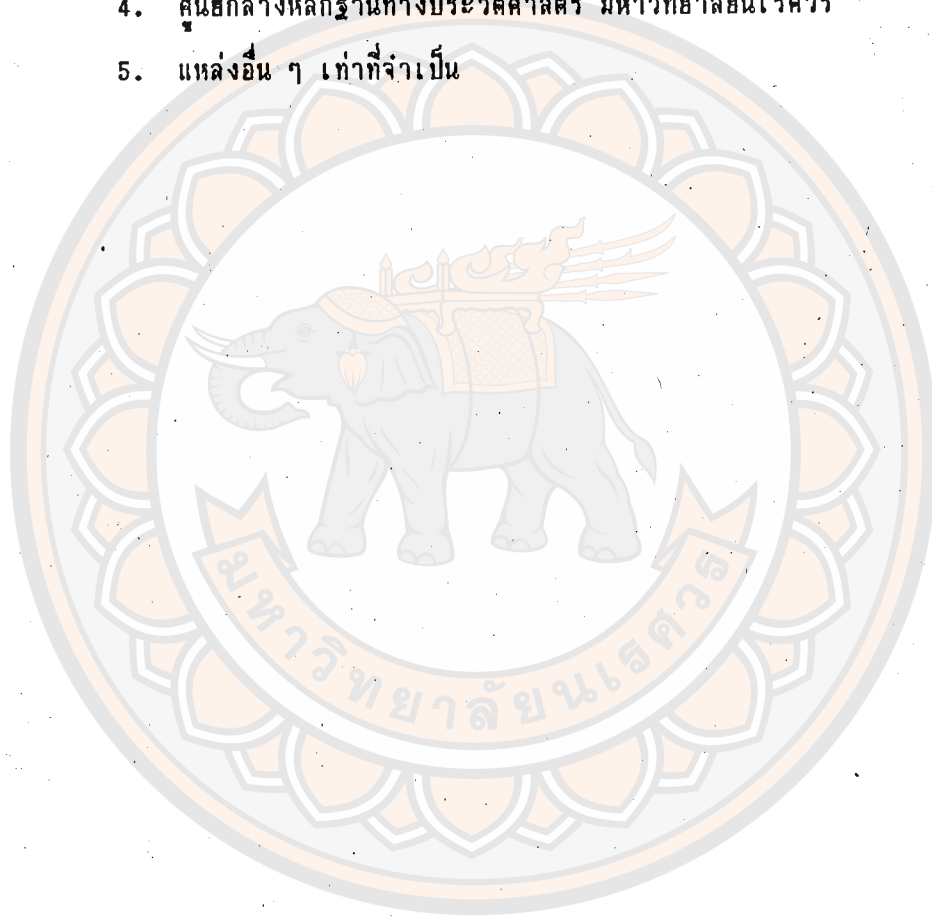 4. ศูนย์กลางหลักฐานทางประวัติศาสตร์ มหาวิทยาลัยนเรศวร
5. แหล่งอื่น ๆ เท่าที่จำเป็น
มหาวิทยาลัยนเรศวร